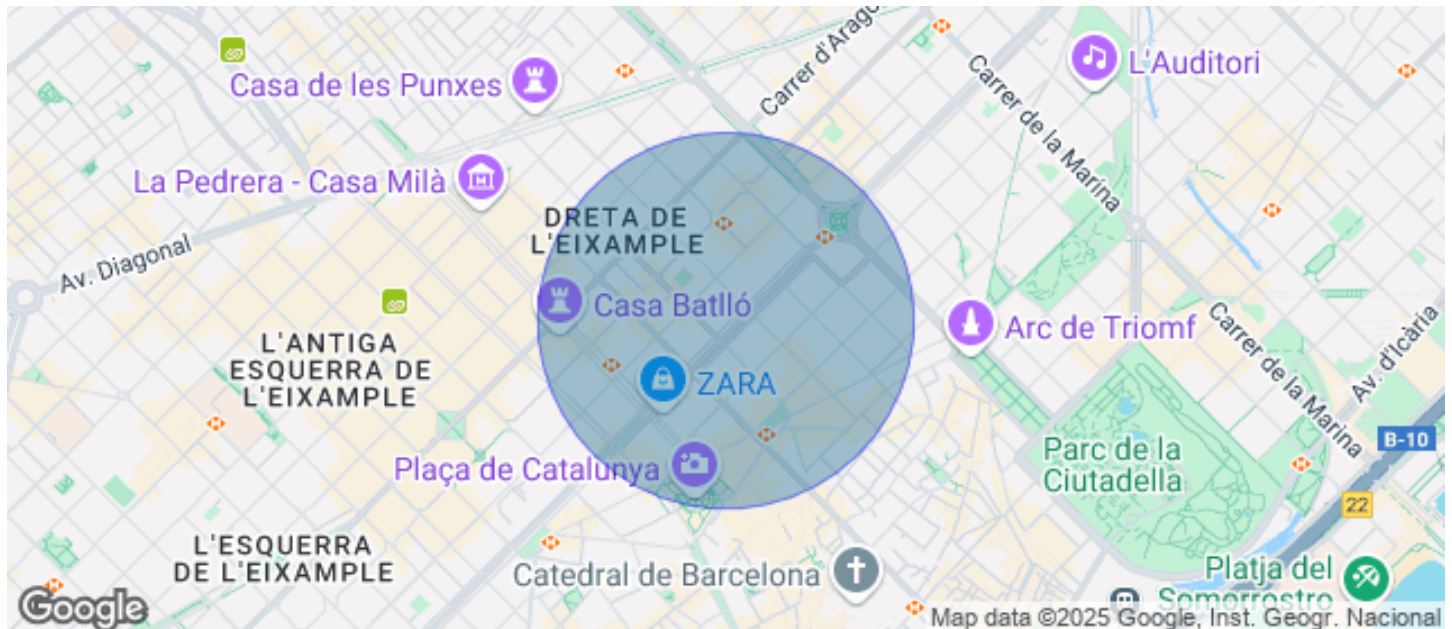 Casa de les Punxes
Carrer d'Arago
L'Auditori
Carrer de la Marina
La Pedrera - Casa Milà
DRETA DE
L'EIXAMPLE
Av. Diagonal
Casa Batlló
Arc de Triomf
L'ANTIGA
ESQUERRA DE
L'EIXAMPLE
ZARA
Carrer de la Marina
Av. d'Icària
B-10
Plaça de Catalunya
Parc de la
Ciutadella
22
L'ESQUERRA
DE L'EIXAMPLE
Catedral de Barcelona
Platja del
Somorrostro
Google
Map data ©2025 Google, Inst. Geogr. Nacional